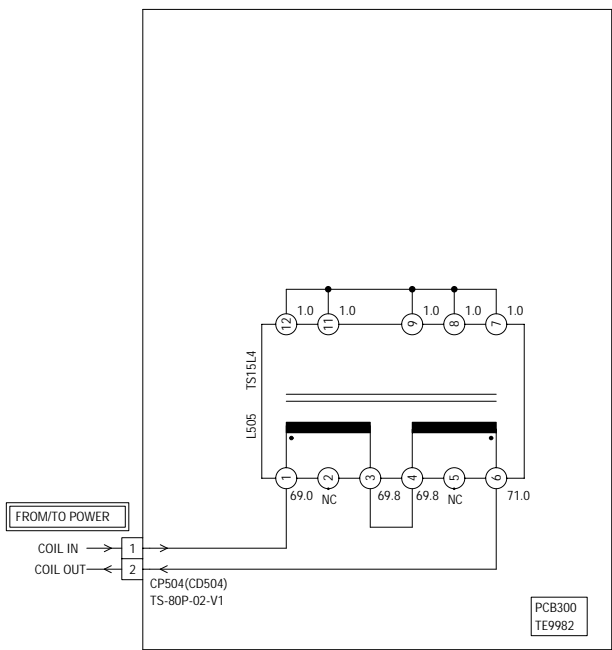 12 1.0 11 1.0 9 1.0 8 1.0 7 1.0
TS15L4
L505
1 2 3 4 5 6
69.0 NC 69.8 69.8 NC 71.0
FROM/TO POWER
COIL IN 1
COIL OUT 2
CP504(CD504)
TS-80P-02-V1
PCB300
TE9982